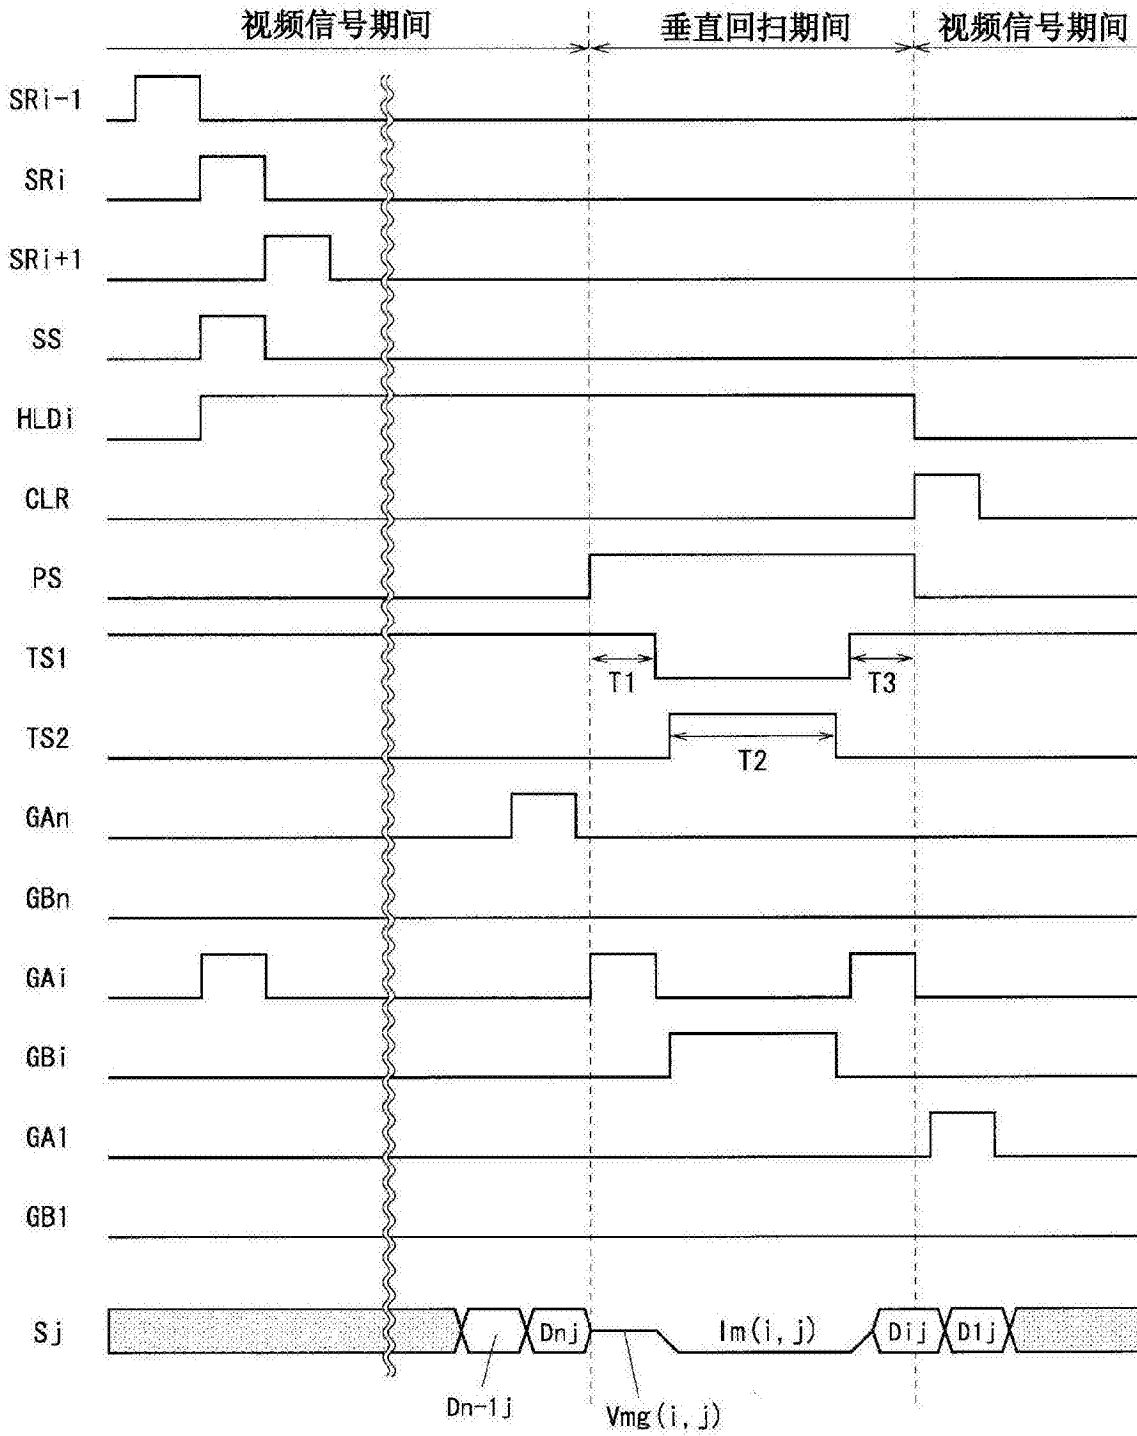 视频信号期间 垂直回扫期间 视频信号期间
SRi-1
SRi
SRi+1
SS
HLDi
CLR
PS
TS1
T1 T3
TS2
T2
GAn
GBn
GAi
GBi
GA1
GB1
Sj Dnj Im(i,j) Dij D1j
Dn-1j Vmg(i,j)